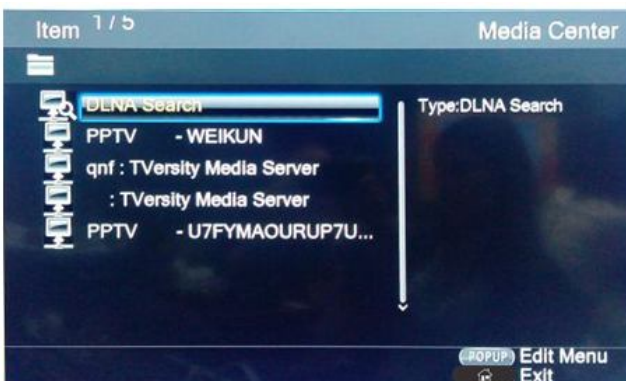 Item 1/5
Media Center
DLNA Search
Type:DLNA Search
PPTV - WEIKUN
qnf : TVersity Media Server
: TVersity Media Server
PPTV - U7FYMAOURUP7U...
POPUP Edit Menu
Exit